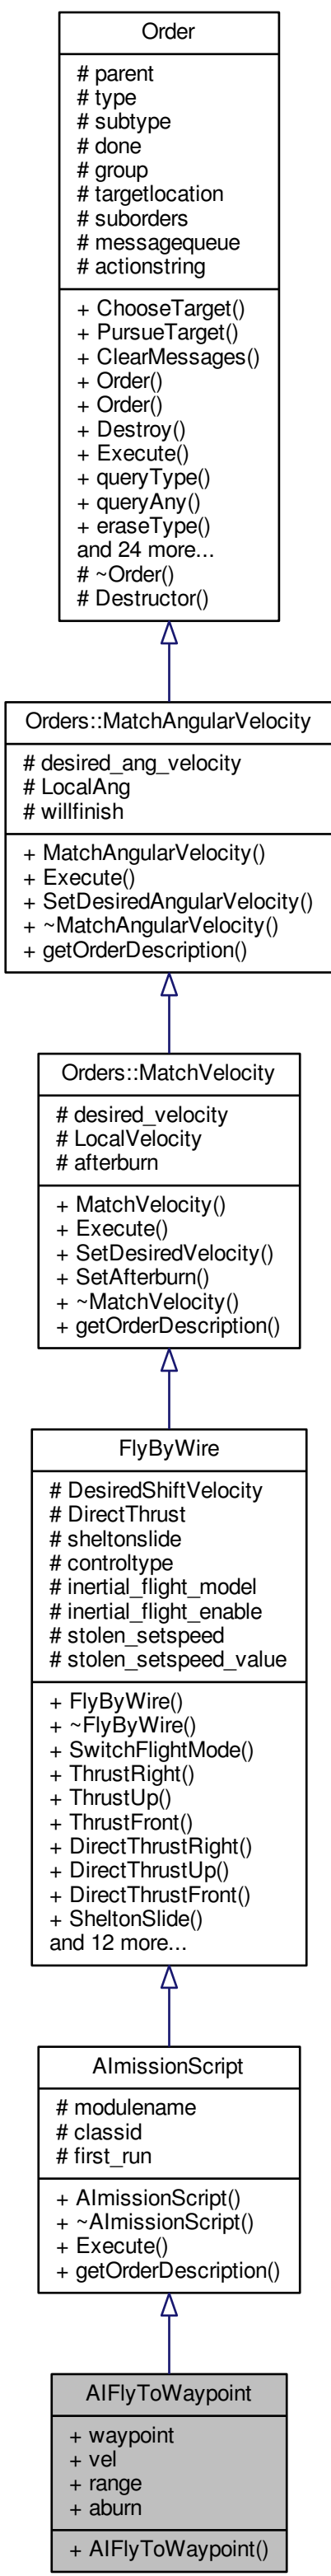 Order
# parent
# type
# subtype
# done
# group
# targetlocation
# suborders
# messagequeue
# actionstring
+ ChooseTarget()
+ PursueTarget()
+ ClearMessages()
+ Order()
+ Order()
+ Destroy()
+ Execute()
+ queryType()
+ queryAny()
+ eraseType()
and 24 more...
# ~Order()
# Destructor()
Orders::MatchAngularVelocity
# desired_ang_velocity
# LocalAng
# willfinish
+ MatchAngularVelocity()
+ Execute()
+ SetDesiredAngularVelocity()
+ ~MatchAngularVelocity()
+ getOrderDescription()
Orders::MatchVelocity
# desired_velocity
# LocalVelocity
# afterburn
+ MatchVelocity()
+ Execute()
+ SetDesiredVelocity()
+ SetAfterburn()
+ ~MatchVelocity()
+ getOrderDescription()
FlyByWire
# DesiredShiftVelocity
# DirectThrust
# sheltonslide
# controltype
# inertial_flight_model
# inertial_flight_enable
# stolen_setspeed
# stolen_setspeed_value
+ FlyByWire()
+ ~FlyByWire()
+ SwitchFlightMode()
+ ThrustRight()
+ ThrustUp()
+ ThrustFront()
+ DirectThrustRight()
+ DirectThrustUp()
+ DirectThrustFront()
+ SheltonSlide()
and 12 more...
AImissionScript
# modulename
# classid
# first_run
+ AImissionScript()
+ ~AImissionScript()
+ Execute()
+ getOrderDescription()
AIFlyToWaypoint
+ waypoint
+ vel
+ range
+ aburn
+ AIFlyToWaypoint()